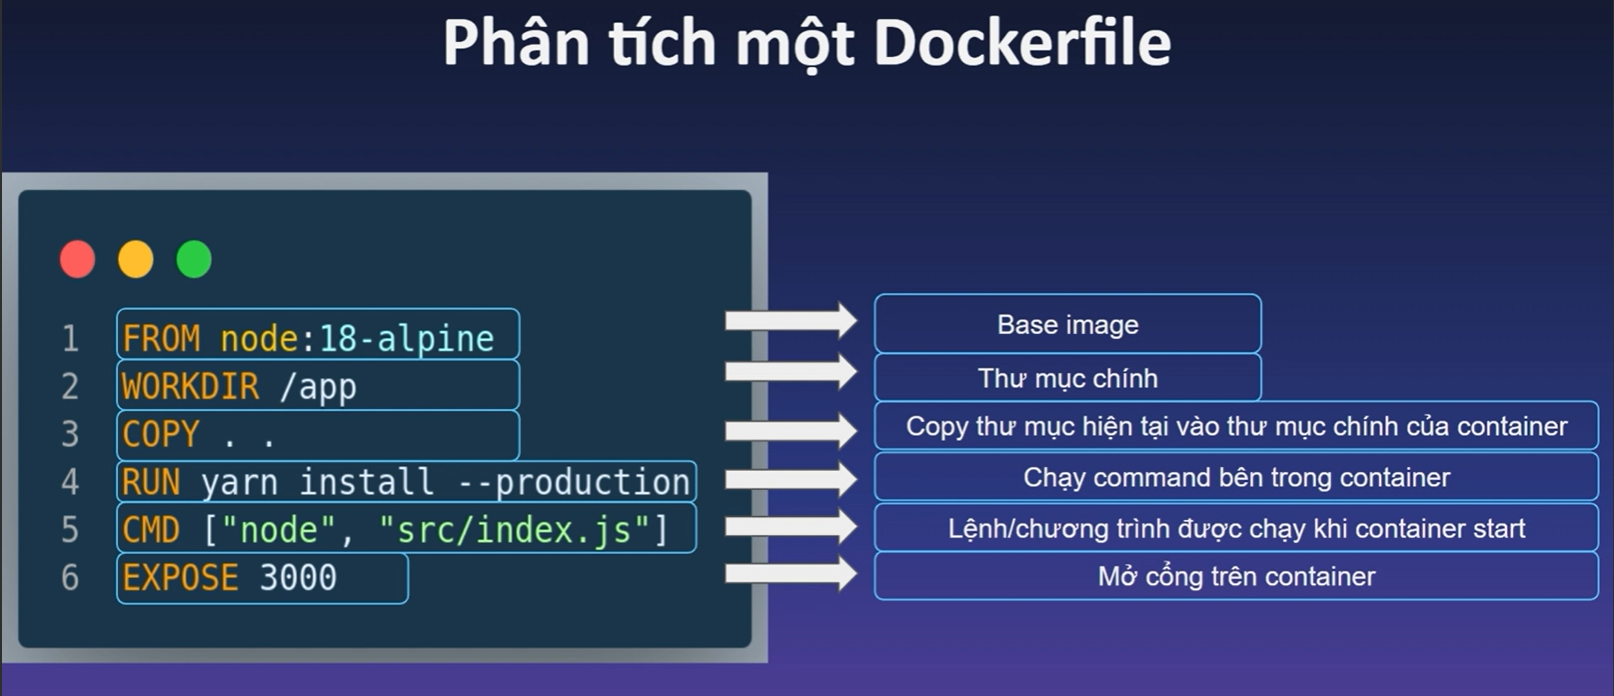 Phân tích một Dockerfile
1 FROM node:18-alpine
Base image
2 WORKDIR /app
Thư mục chính
3 COPY . .
Copy thư mục hiện tại vào thư mục chính của container
4 RUN yarn install --production
Chạy command bên trong container
5 CMD ["node", "src/index.js"]
Lệnh/chương trình được chạy khi container start
6 EXPOSE 3000
Mở cổng trên container